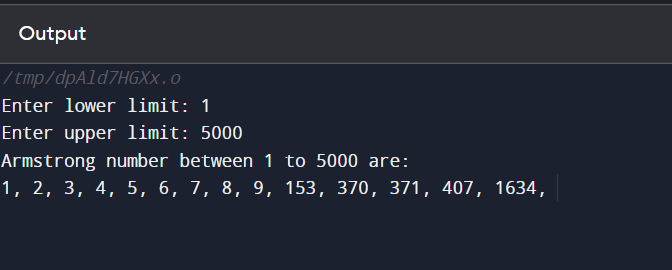 Output
/tmp/dpAld7HGXx.o
Enter lower limit: 1
Enter upper limit: 5000
Armstrong number between 1 to 5000 are:
1, 2, 3, 4, 5, 6, 7, 8, 9, 153, 370, 371, 407, 1634,